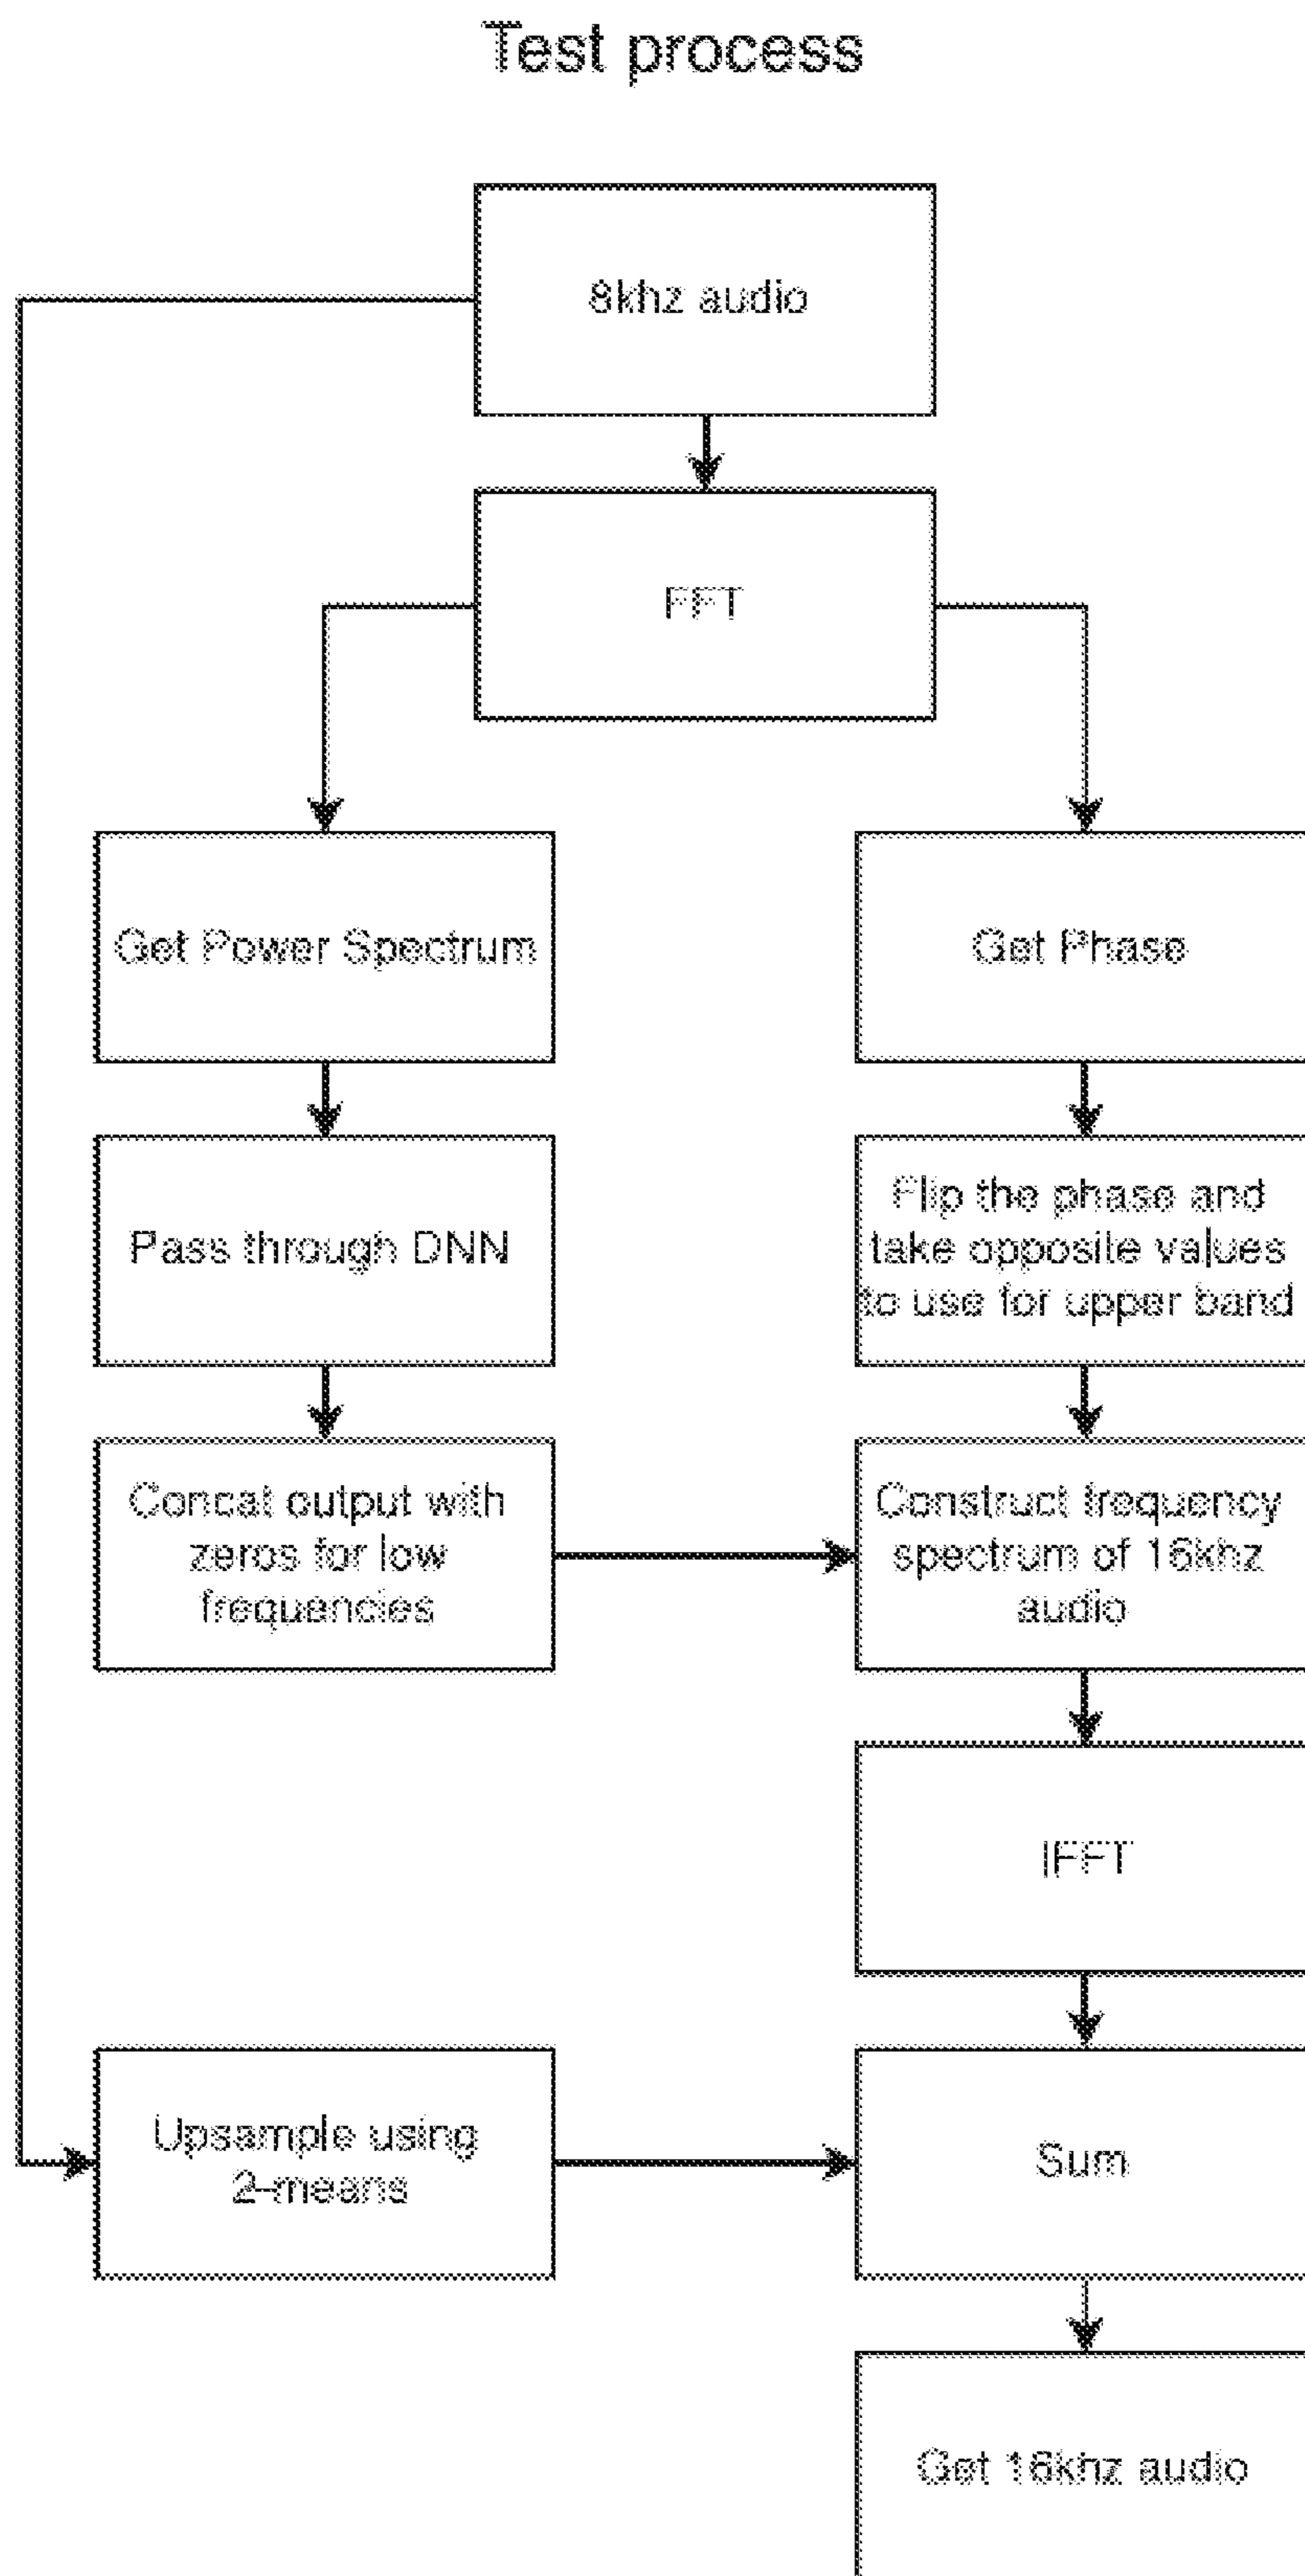 Test process
8khz audio
FFT
Get Power Spectrum
Get Phase
Pass through DNN
Flip the phase and
take opposite values
to use for upper band
Concat output with
zeros for low
frequencies
Construct frequency
spectrum of 16khz
audio
IFFT
Upsample using
2-means
Sum
Get 16khz audio